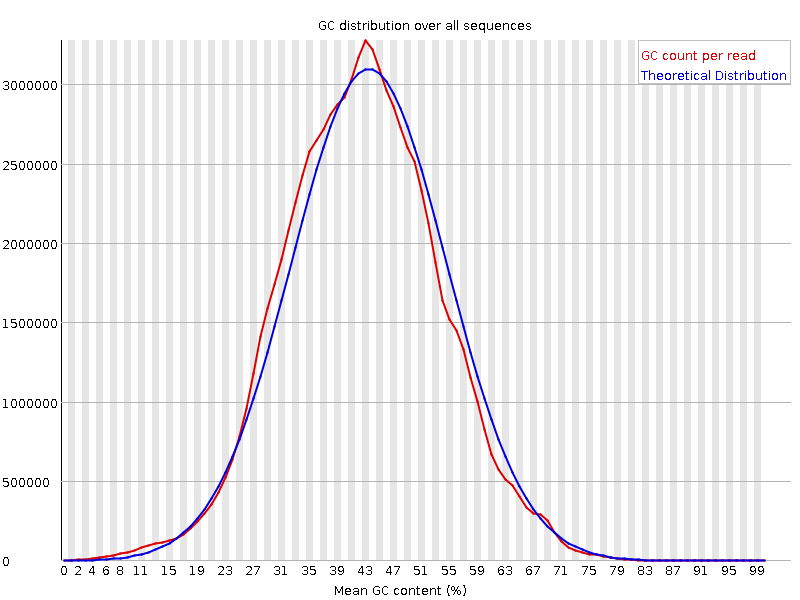 GC distribution over all sequences
GC count per read
Theoretical Distribution
3000000
2500000
2000000
1500000
1000000
500000
0
0 2 4 6 8 11 15 19 23 27 31 35 39 43 47 51 55 59 63 67 71 75 79 83 87 91 95 99
Mean GC content (%)